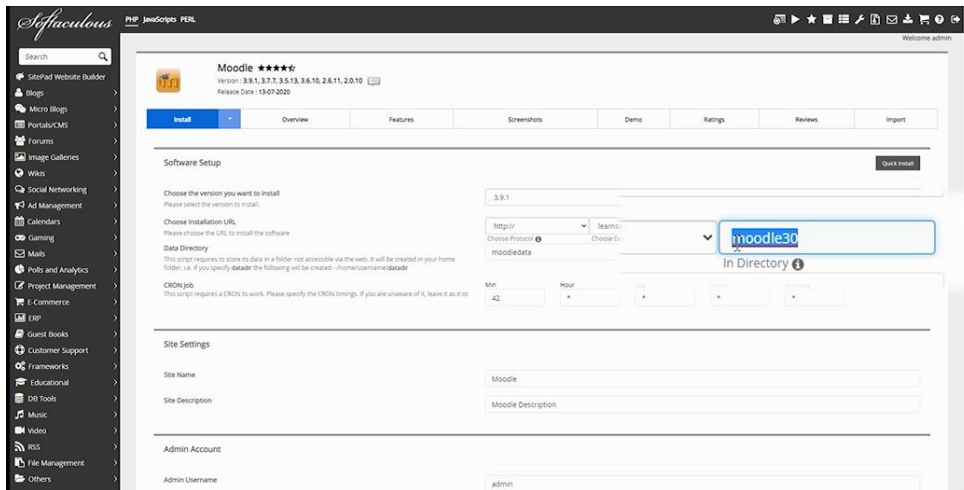 Softaculous
PHP JavaScripts PERL
Welcome admin
Search
SitePad Website Builder
Blogs
Micro Blogs
Portals/CMS
Forums
Image Galleries
Wikis
Social Networking
Ad Management
Calendars
Gaming
Mails
Polls and Analytics
Project Management
E-Commerce
ERP
Guest Books
Customer Support
Frameworks
Educational
DB Tools
Music
Video
RSS
File Management
Others
Moodle
Version : 3.9.1, 3.7.7, 3.5.13, 3.6.10, 2.6.11, 2.0.10
Release Date : 13-07-2020
Install Overview Features Screenshots Demo Ratings Reviews Import
Software Setup
Quick Install
Choose the version you want to install
Please select the version to install.
3.9.1
Choose Installation URL
Please choose the URL to install the software
http://
Choose Protocol
learns
Choose
moodle30
In Directory
Data Directory
This script requires to store its data in a folder not accessible via the web. It will be created in your home
folder. i.e. if you specify datadir the following will be created - /home/username/datadir
moodledata
CRON Job
This script requires a CRON to work. Please specify the CRON timings. If you are unaware of it, leave it as it is!
Min Hour
42 * * * *
Site Settings
Site Name
Moodle
Site Description
Moodle Description
Admin Account
Admin Username
admin